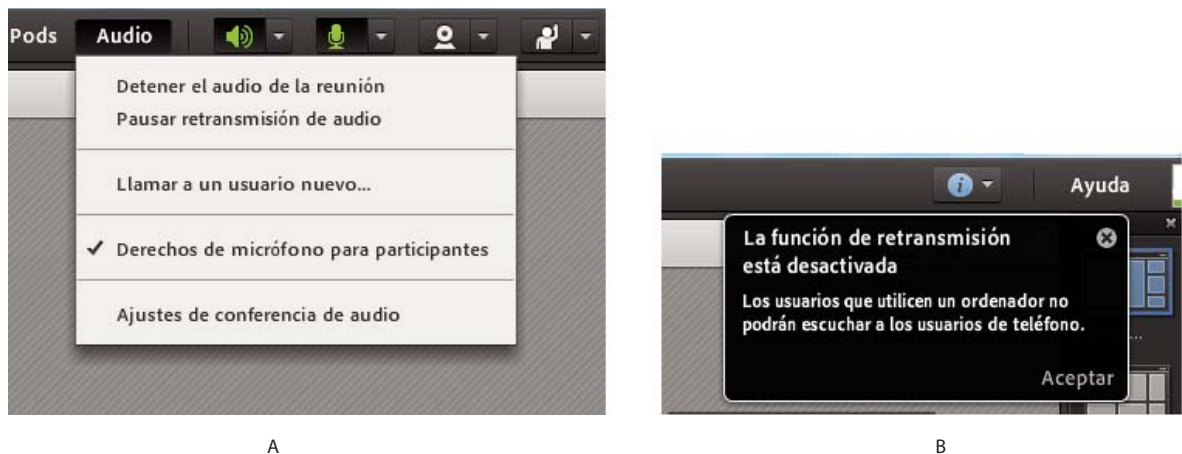 Pods Audio
Detener el audio de la reunión
Pausar retransmisión de audio
Llamar a un usuario nuevo...
✓ Derechos de micrófono para participantes
Ajustes de conferencia de audio
A
Ayuda
La función de retransmisión
está desactivada
Los usuarios que utilicen un ordenador no
podrán escuchar a los usuarios de teléfono.
...
Aceptar
B